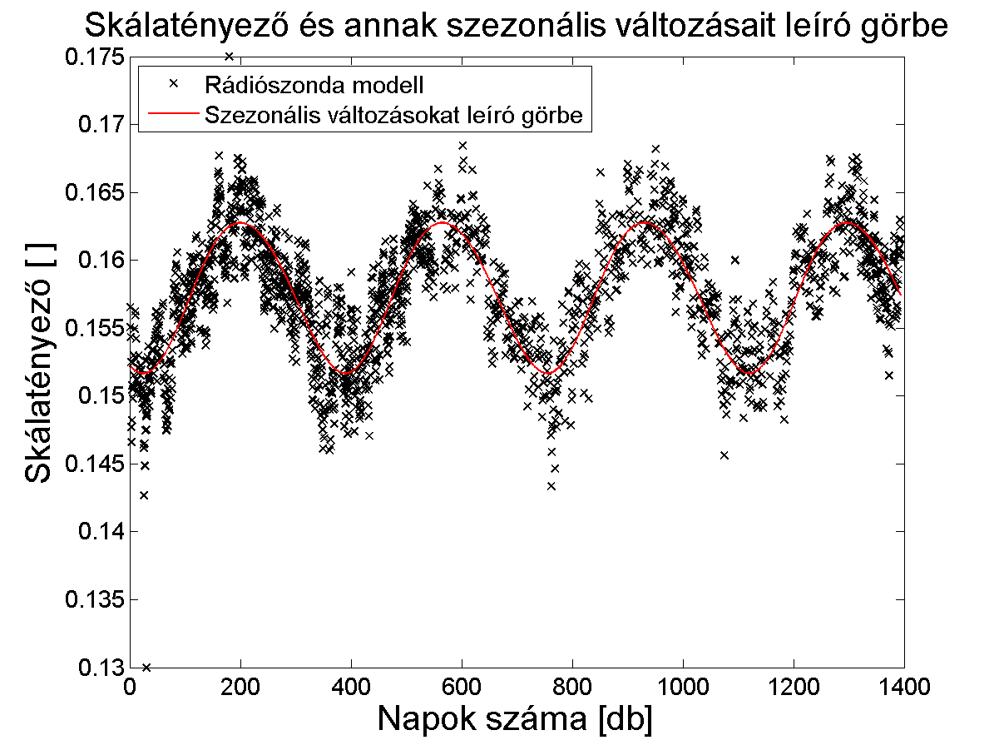 Skálatényező és annak szezonális változásait leíró görbe
Rádiószonda modell
Szezonális változásokat leíró görbe
Skálatényező [ ]
0.175
0.17
0.165
0.16
0.155
0.15
0.145
0.14
0.135
0.13
0 200 400 600 800 1000 1200 1400
Napok száma [db]